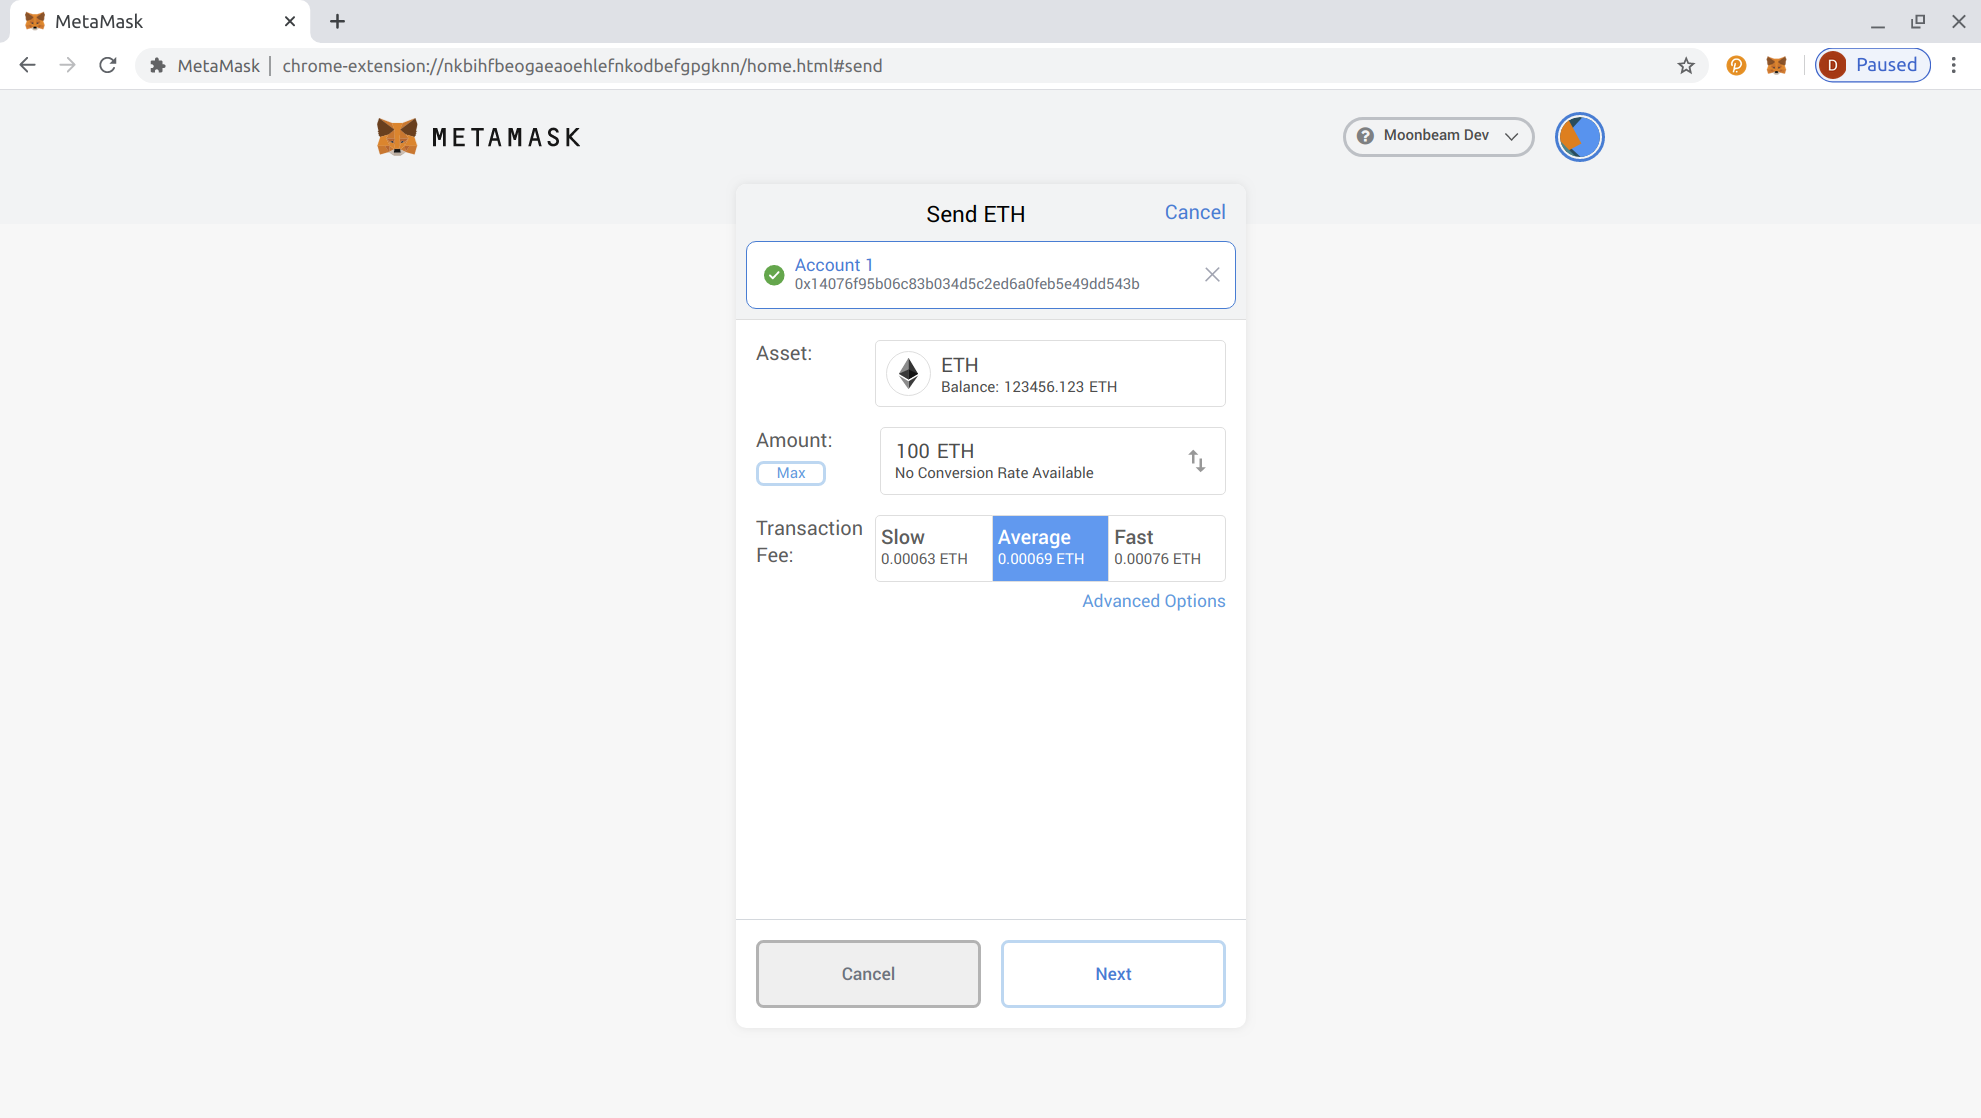 MetaMask
MetaMask | chrome-extension://nkbihfbeogaeaoehlefnkodbefgpgknn/home.html#send
D Paused
METAMASK
Moonbeam Dev
Send ETH
Cancel
Account 1
0x14076f95b06c83b034d5c2ed6a0feb5e49dd543b
Asset:
ETH
Balance: 123456.123 ETH
Amount:
Max
100 ETH
No Conversion Rate Available
Transaction
Fee:
Slow
0.00063 ETH
Average
0.00069 ETH
Fast
0.00076 ETH
Advanced Options
Cancel
Next